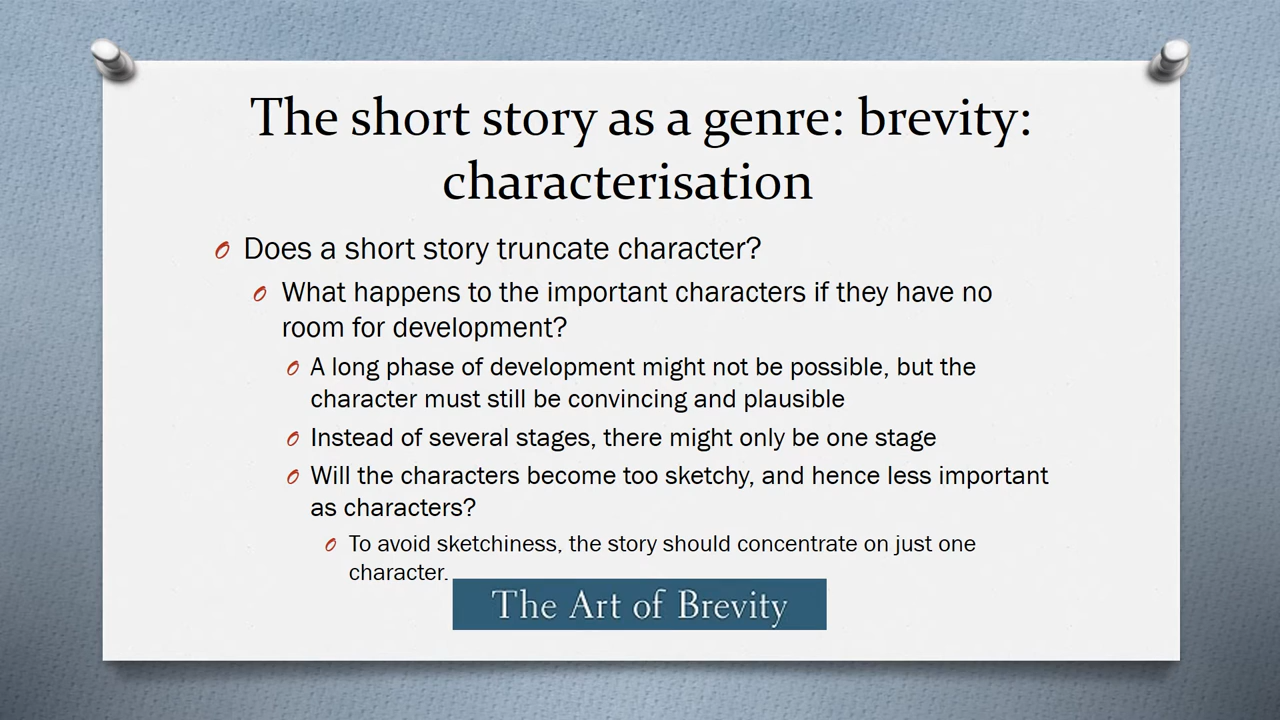 The short story as a genre: brevity:
characterisation
Does a short story truncate character?
What happens to the important characters if they have no
room for development?
A long phase of development might not be possible, but the
character must still be convincing and plausible
Instead of several stages, there might only be one stage
Will the characters become too sketchy, and hence less important
as characters?
To avoid sketchiness, the story should concentrate on just one
character.
The Art of Brevity